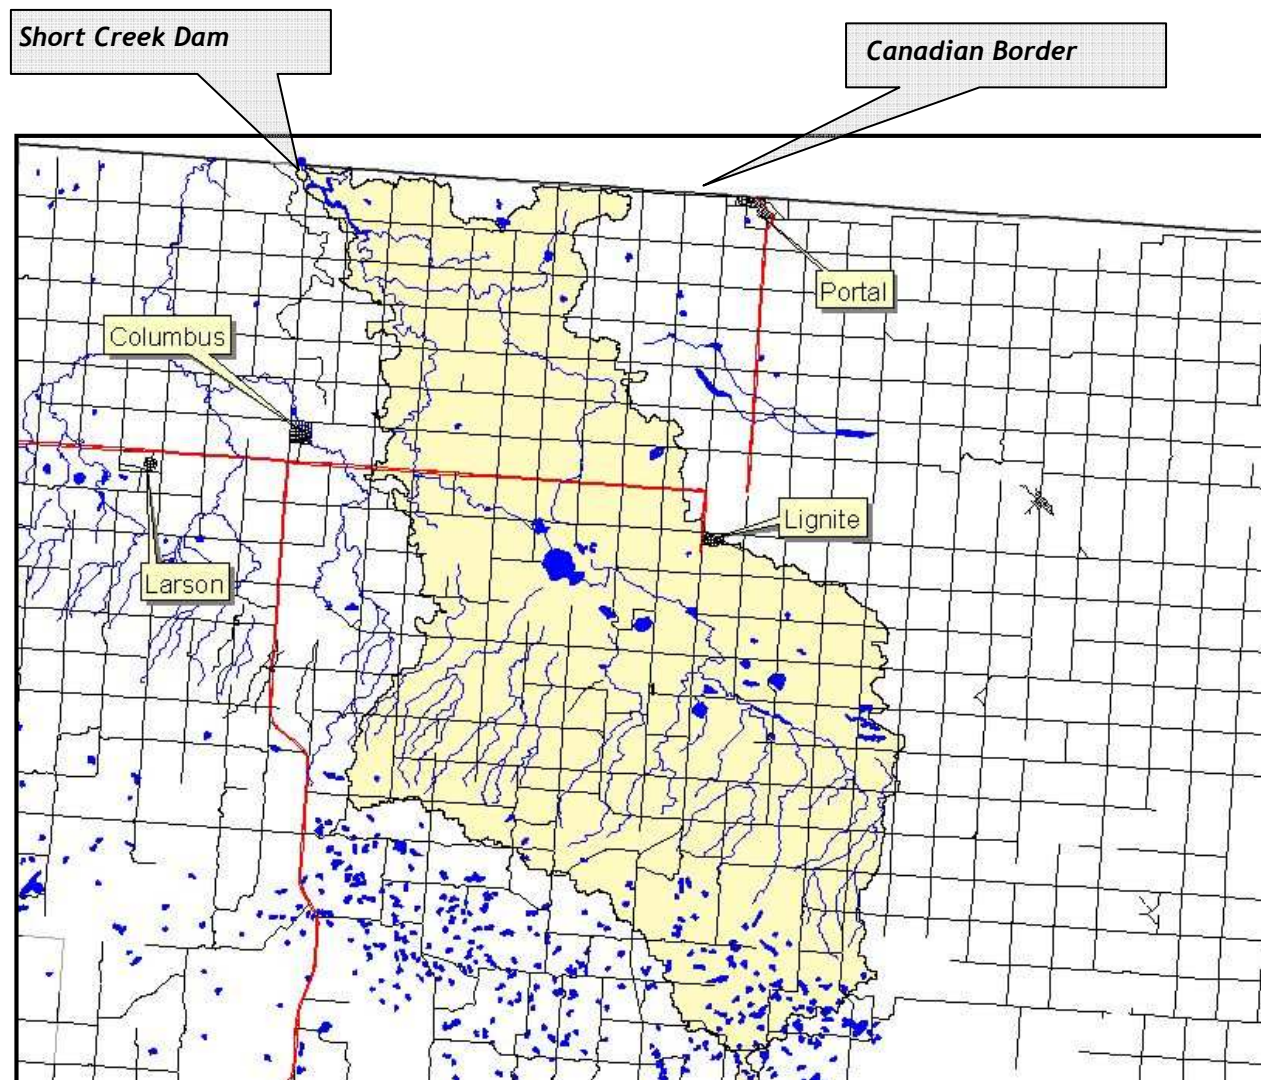 Short Creek Dam
Canadian Border
Portal
Columbus
Lignite
Larson